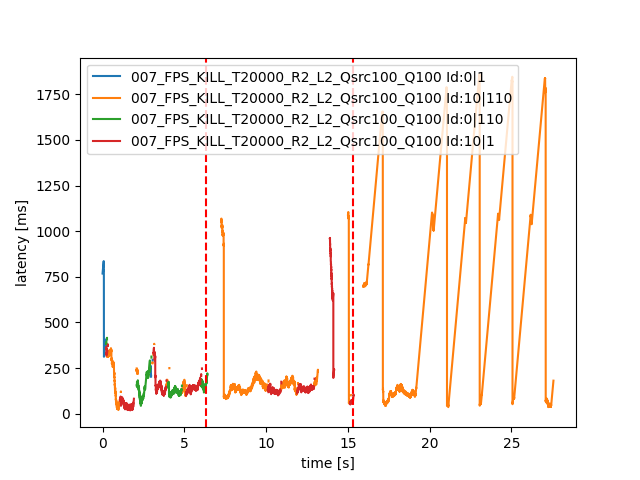 007_FPS_KILL_T20000_R2_L2_Qsrc100_Q100 Id:0|1
007_FPS_KILL_T20000_R2_L2_Qsrc100_Q100 Id:10|110
007_FPS_KILL_T20000_R2_L2_Qsrc100_Q100 Id:0|110
007_FPS_KILL_T20000_R2_L2_Qsrc100_Q100 Id:10|1
1750
1500
1250
1000
750
500
250
0
latency [ms]
0 5 10 15 20 25
time [s]